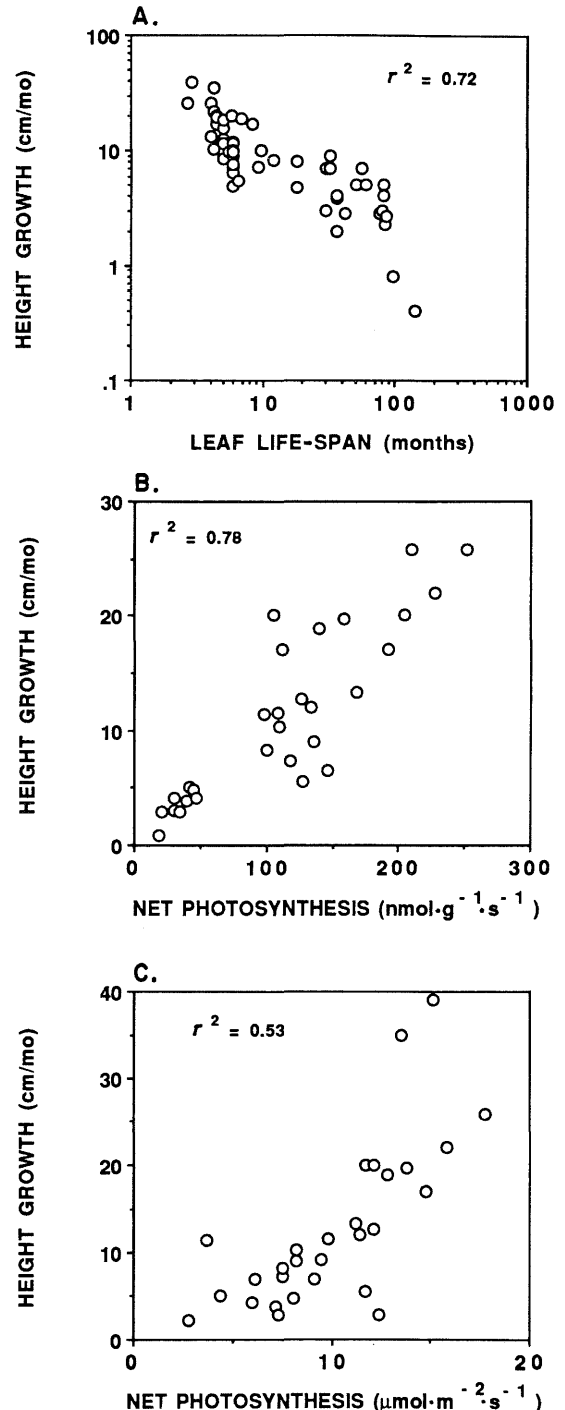 A.
100
10
1
.1
HEIGHT GROWTH (cm/mo)
r² = 0.72
1 10 100 1000
LEAF LIFE-SPAN (months)
B.
30
20
10
0
HEIGHT GROWTH (cm/mo)
r² = 0.78
0 100 200 300
NET PHOTOSYNTHESIS (nmol·g⁻¹·s⁻¹)
C.
40
30
20
10
0
HEIGHT GROWTH (cm/mo)
r² = 0.53
0 10 20
NET PHOTOSYNTHESIS (μmol·m⁻²s⁻¹)